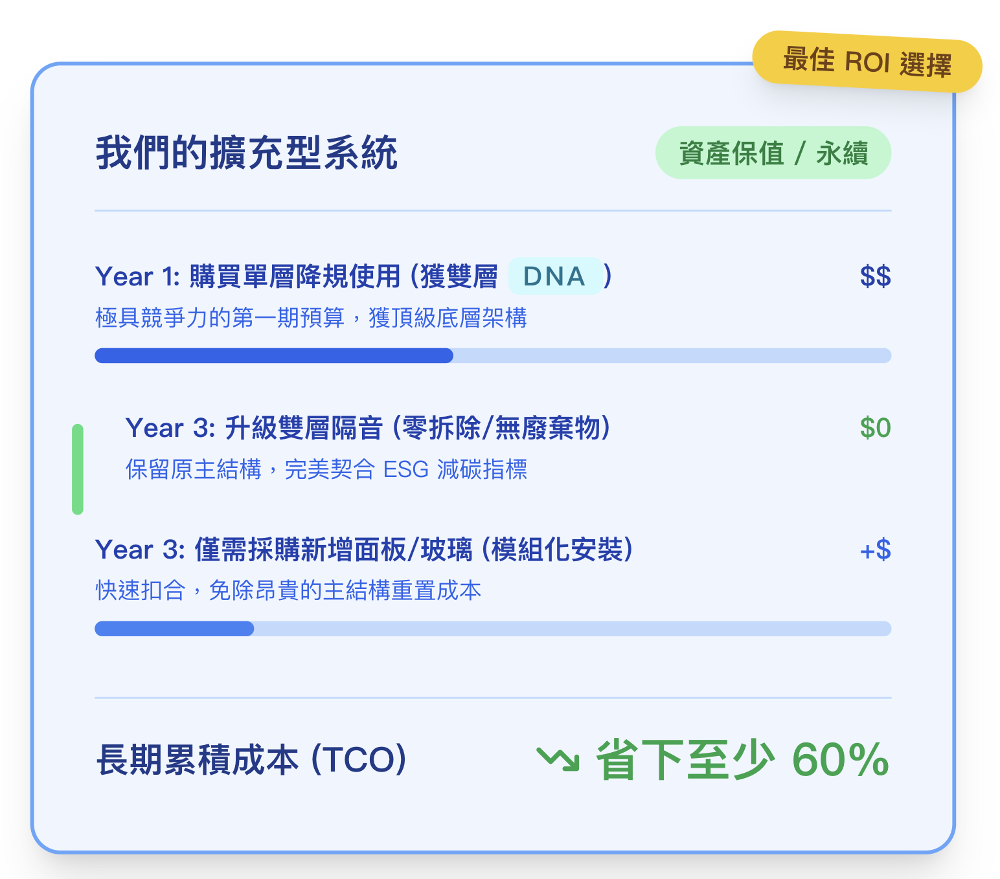 最佳 ROI 選擇
我們的擴充型系統
資產保值 / 永續
Year 1: 購買單層降規使用 (獲雙層 DNA )
$$
極具競爭力的第一期預算，獲頂級底層架構
Year 3: 升級雙層隔音 (零拆除/無廢棄物)
$0
保留原主結構，完美契合 ESG 減碳指標
Year 3: 僅需採購新增面板/玻璃 (模組化安裝)
+$
快速扣合，免除昂貴的主結構重置成本
長期累積成本 (TCO)
省下至少 60%